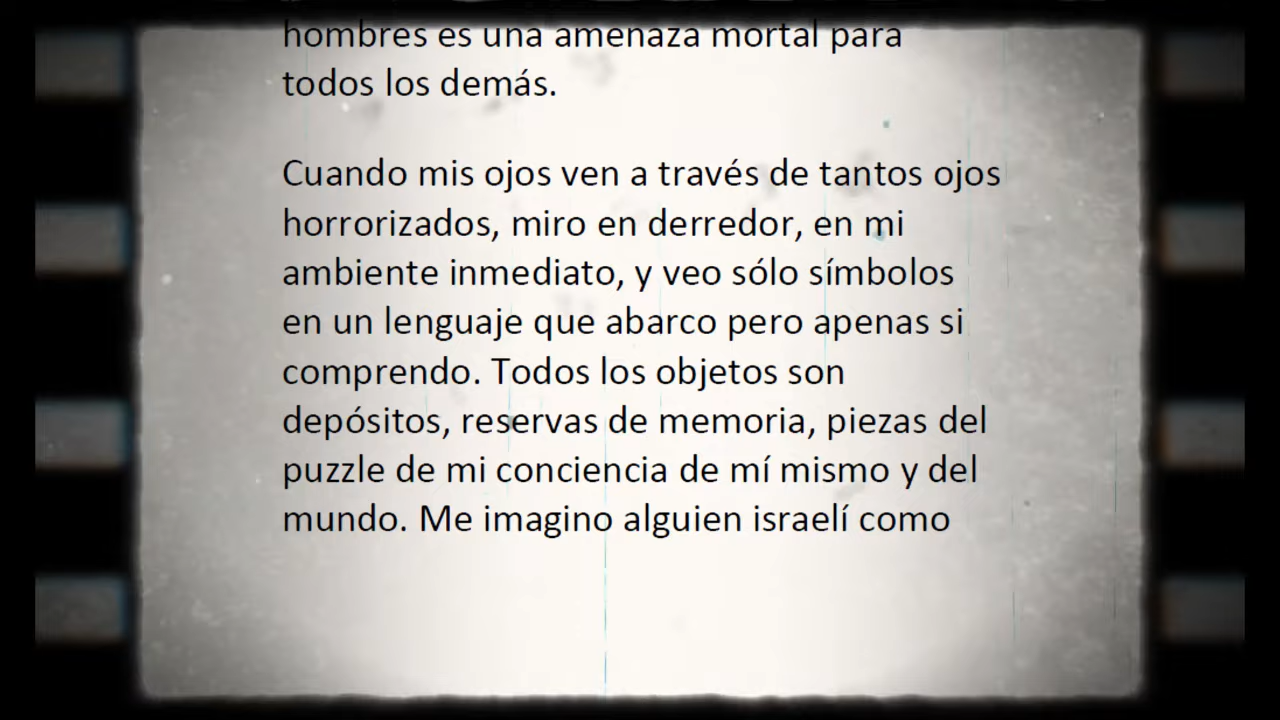 hombres es una amenaza mortal para
todos los demás.
Cuando mis ojos ven a través de tantos ojos
horrorizados, miro en derredor, en mi
ambiente inmediato, y veo sólo símbolos
en un lenguaje que abarco pero apenas si
comprendo. Todos los objetos son
depósitos, reservas de memoria, piezas del
puzzle de mi conciencia de mí mismo y del
mundo. Me imagino alguien israelí como